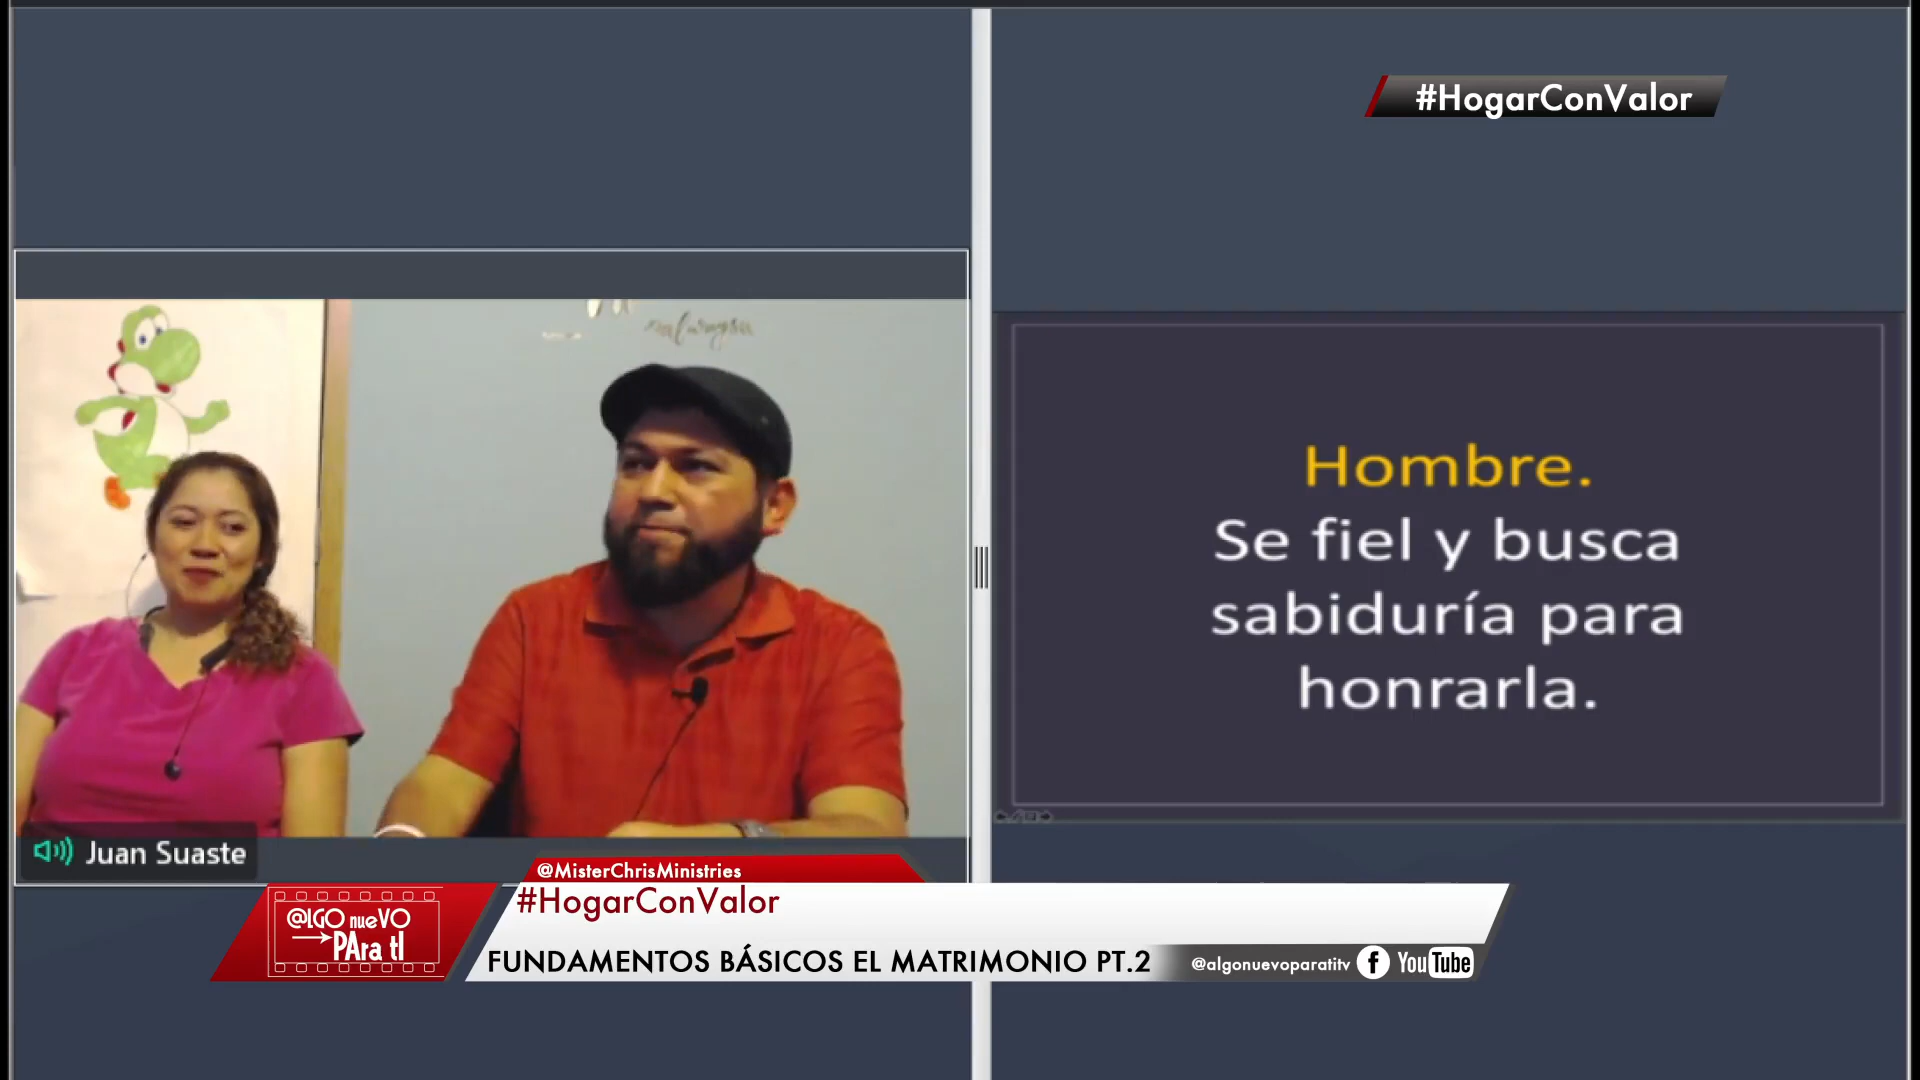 #HogarConValor
Hombre.
Se fiel y busca
sabiduría para
honrarla.
Juan Suaste
@MisterChrisMinistries
#HogarConValor
@LGO nueVO
PAra tI
FUNDAMENTOS BÁSICOS EL MATRIMONIO PT.2
@algonuevoparatitv
YouTube